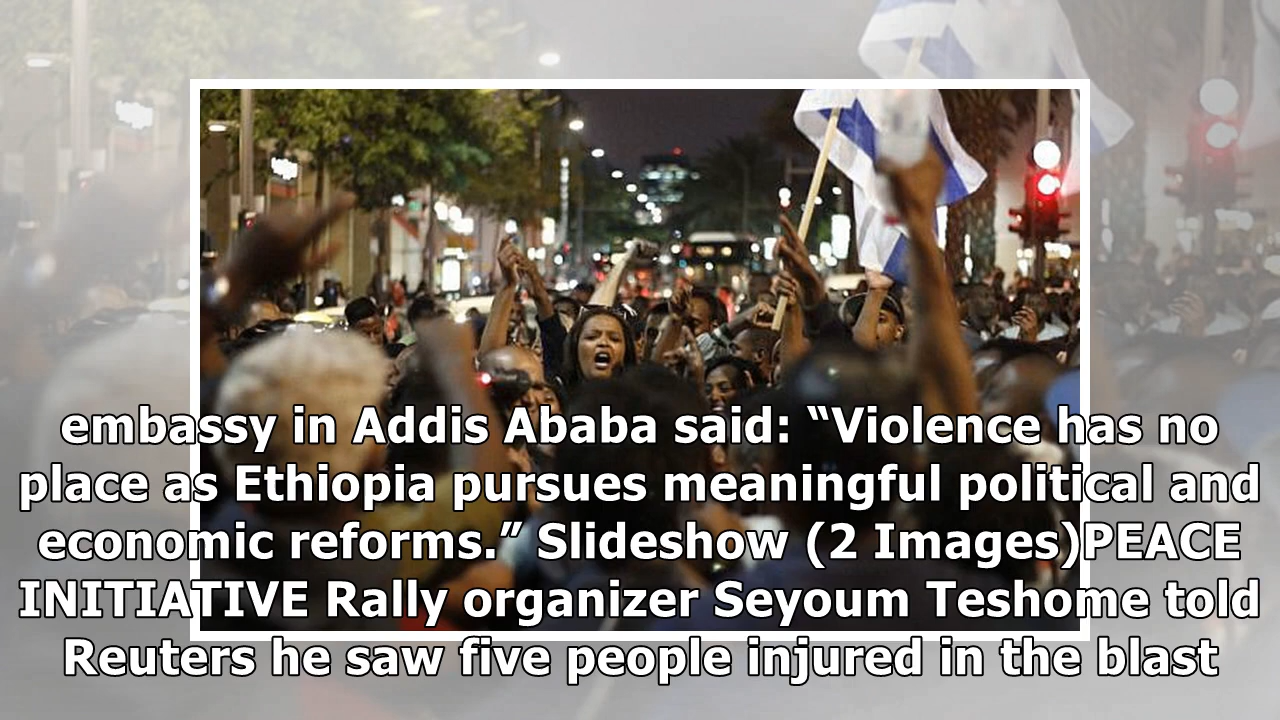 embassy in Addis Ababa said: “Violence has no
place as Ethiopia pursues meaningful political and
economic reforms.” Slideshow (2 Images)PEACE
INITIATIVE Rally organizer Seyoum Teshome told
Reuters he saw five people injured in the blast